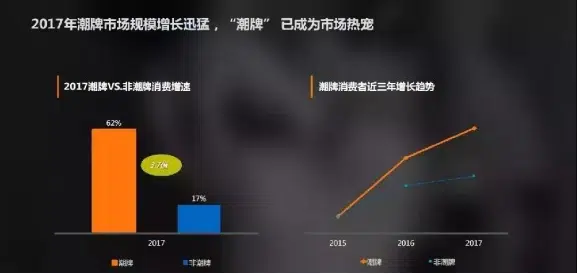 2017年潮牌市场规模增长迅猛，“潮牌” 已成为市场热宠
2017潮牌VS.非潮牌消费增速
62%
3.7倍
17%
2017
潮牌 非潮牌
潮牌消费者近三年增长趋势
2015 2016 2017
潮牌 非潮牌